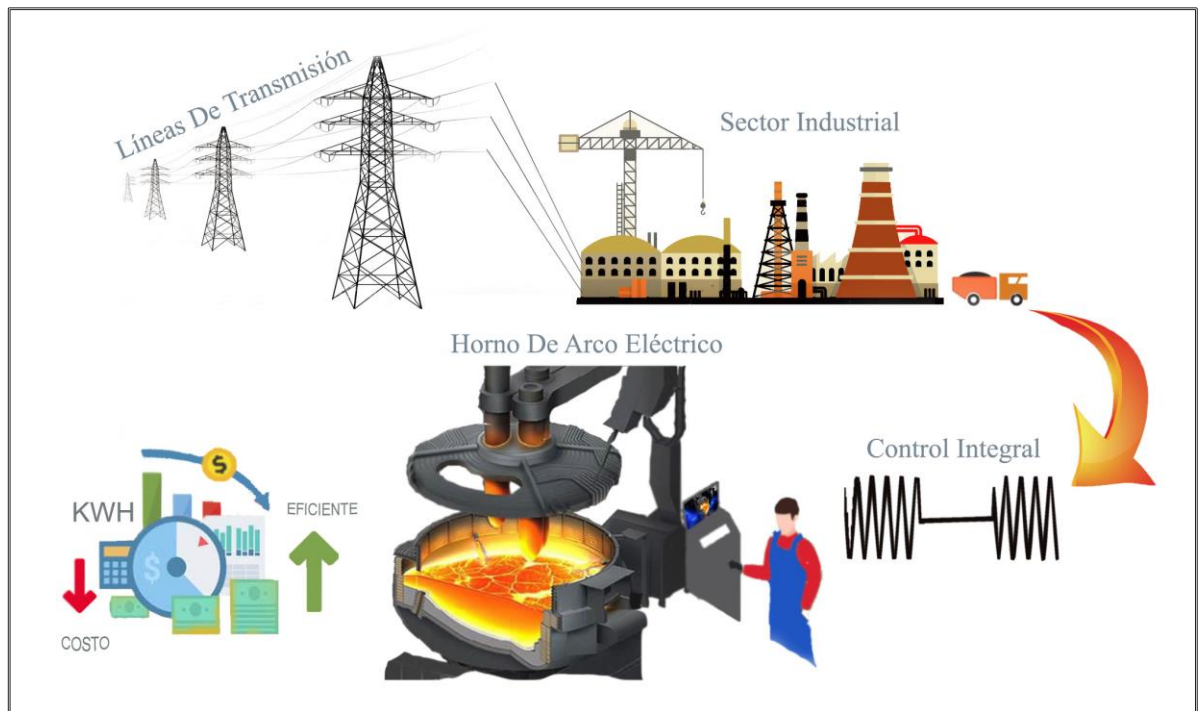 Líneas De Transmisión
Sector Industrial
Horno De Arco Eléctrico
Control Integral
$
KWH
EFICIENTE
$
COSTO